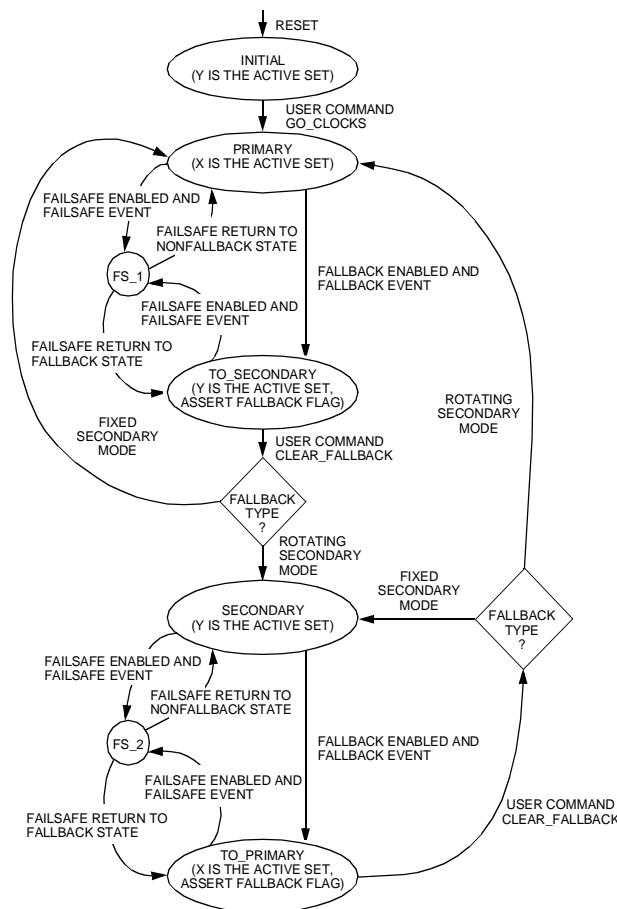 RESET
INITIAL
(Y IS THE ACTIVE SET)
USER COMMAND
GO_CLOCKS
PRIMARY
(X IS THE ACTIVE SET)
FAILSAFE ENABLED AND
FAILSAFE EVENT
FAILSAFE RETURN TO
NONFALLBACK STATE
FS_1
FALLBACK ENABLED AND
FALLBACK EVENT
FAILSAFE ENABLED AND
FAILSAFE EVENT
FAILSAFE RETURN TO
FALLBACK STATE
TO_SECONDARY
(Y IS THE ACTIVE SET,
ASSERT FALLBACK FLAG)
ROTATING
SECONDARY
MODE
FIXED
SECONDARY
MODE
USER COMMAND
CLEAR_FALLBACK
FALLBACK
TYPE
?
ROTATING
SECONDARY
MODE
FIXED
SECONDARY
MODE
FALLBACK
TYPE
?
SECONDARY
(Y IS THE ACTIVE SET)
FAILSAFE ENABLED AND
FAILSAFE EVENT
FAILSAFE RETURN TO
NONFALLBACK STATE
FS_2
FALLBACK ENABLED AND
FALLBACK EVENT
FAILSAFE ENABLED AND
FAILSAFE EVENT
FAILSAFE RETURN TO
FALLBACK STATE
USER COMMAND
CLEAR_FALLBACK
TO_PRIMARY
(X IS THE ACTIVE SET,
ASSERT FALLBACK FLAG)